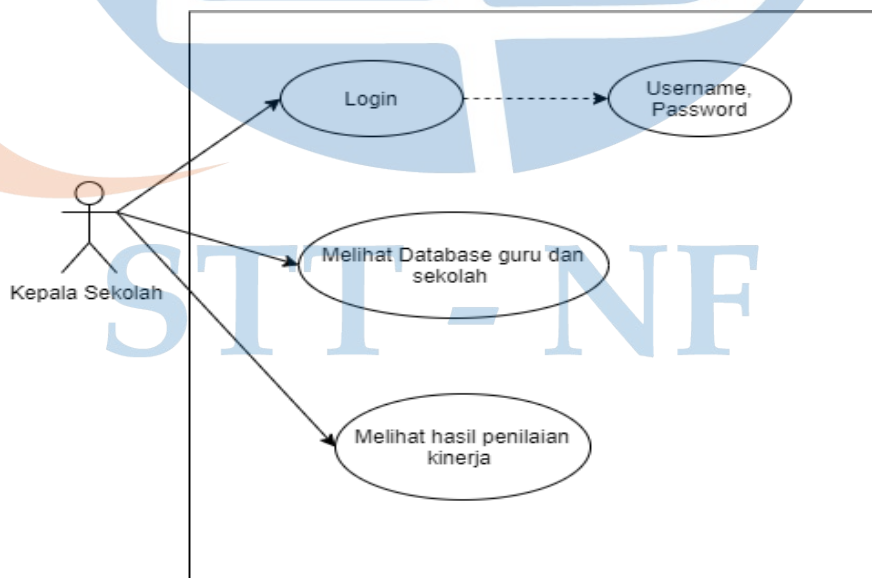 Login
Username,
Password
Melihat Database guru dan
sekolah
Kepala Sekolah
STT - NF
Melihat hasil penilaian
kinerja